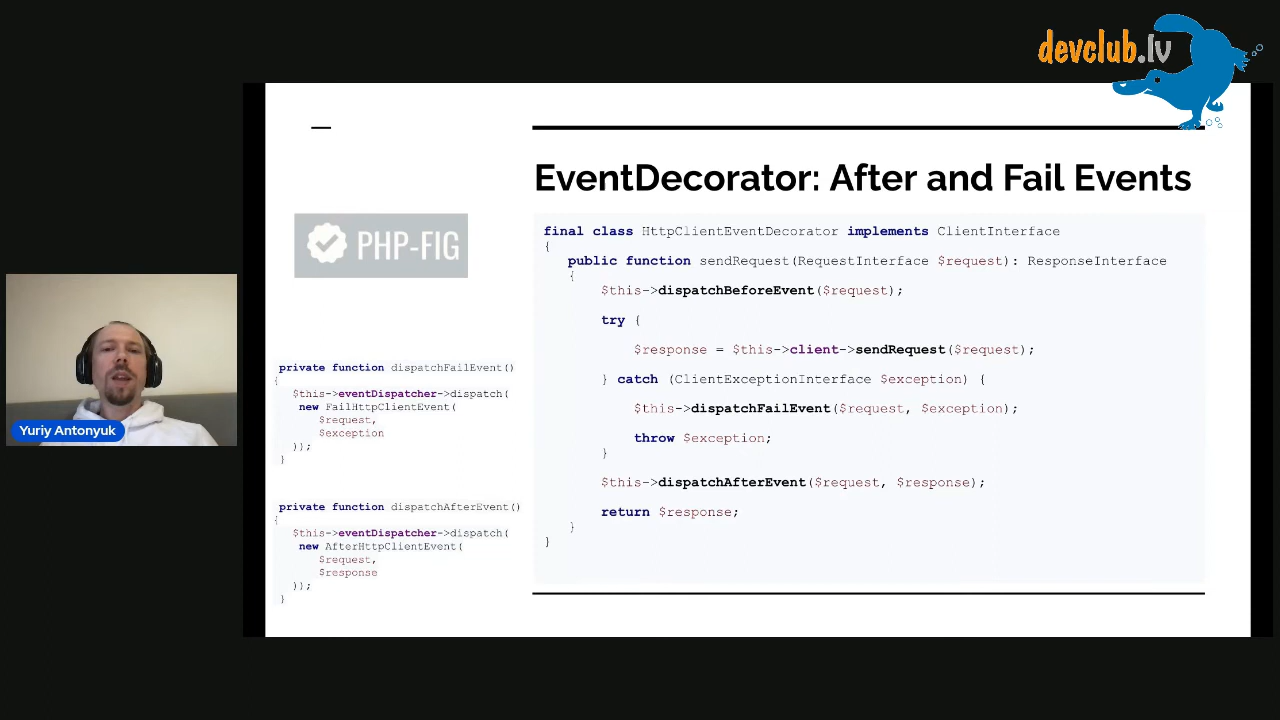 devclub.lv
EventDecorator: After and Fail Events
PHP-FIG
final class HttpClientEventDecorator implements ClientInterface
{
public function sendRequest(RequestInterface $request): ResponseInterface
{
$this->dispatchBeforeEvent($request);
try {
$response = $this->client->sendRequest($request);
} catch (ClientExceptionInterface $exception) {
$this->dispatchFailEvent($request, $exception);
throw $exception;
}
$this->dispatchAfterEvent($request, $response);
return $response;
}
}
private function dispatchFailEvent()
{
$this->eventDispatcher->dispatch(
new FailHttpClientEvent(
$request,
$exception
));
}
private function dispatchAfterEvent()
{
$this->eventDispatcher->dispatch(
new AfterHttpClientEvent(
$request,
$response
));
}
Yuriy Antonyuk